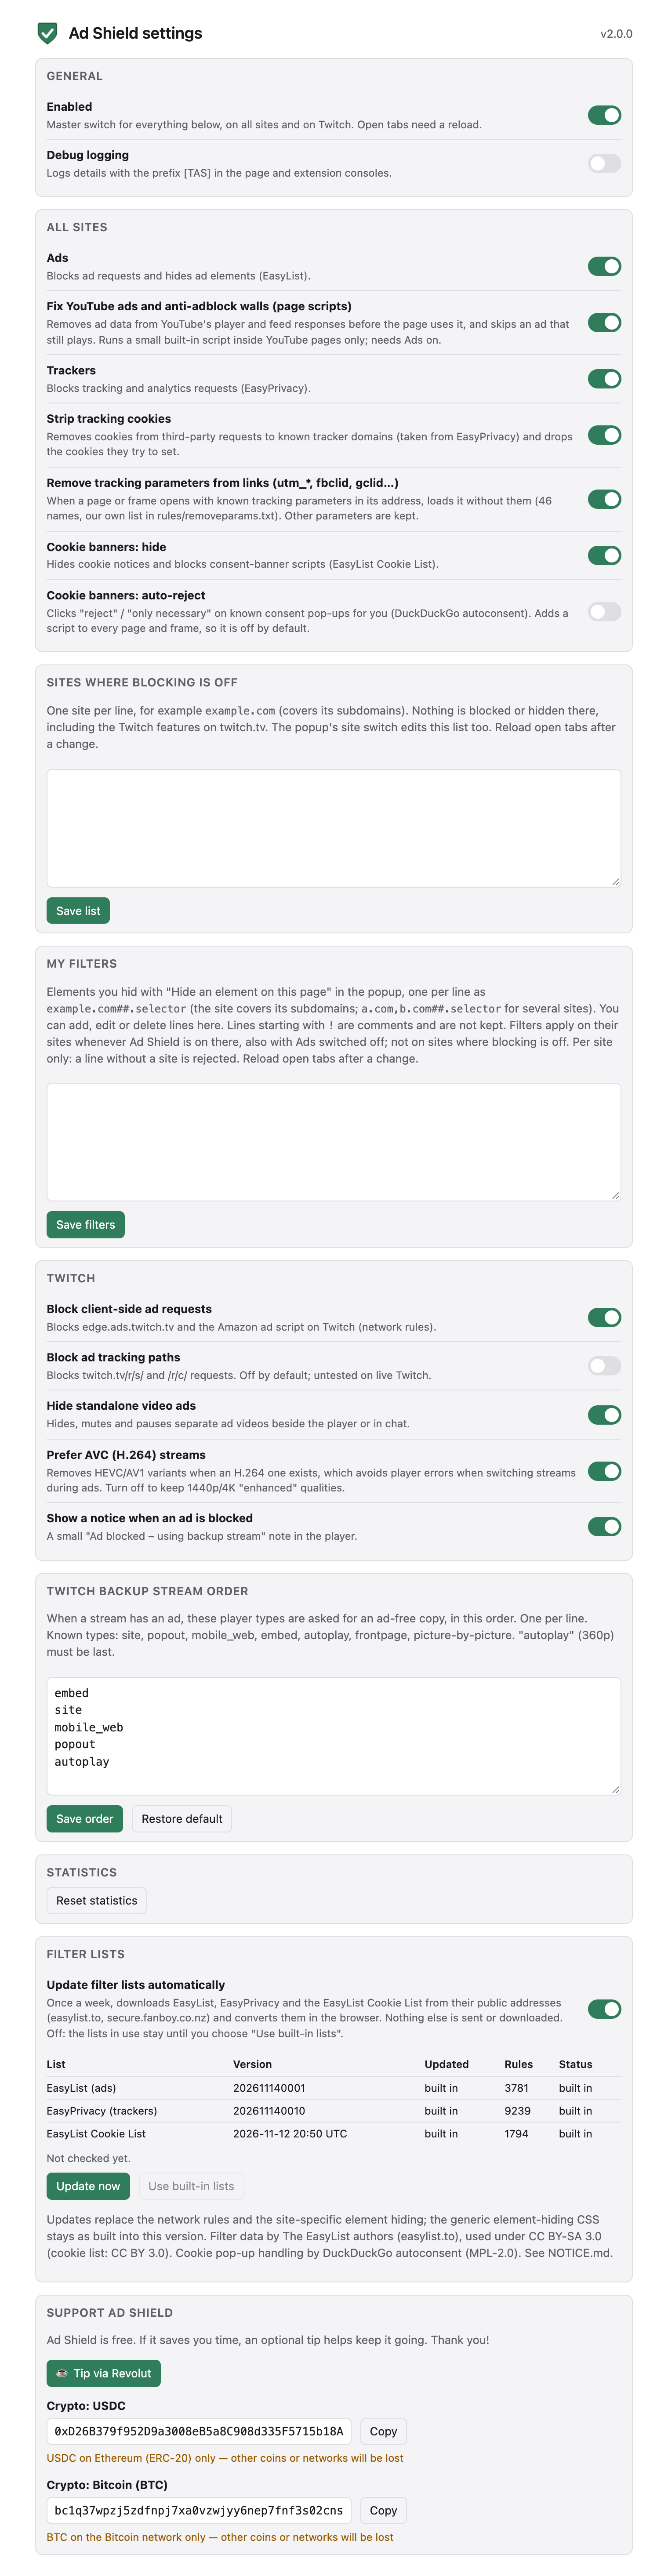 Ad Shield settings
v2.0.0
GENERAL
Enabled
Master switch for everything below, on all sites and on Twitch. Open tabs need a reload.
Debug logging
Logs details with the prefix [TAS] in the page and extension consoles.
ALL SITES
Ads
Blocks ad requests and hides ad elements (EasyList).
Fix YouTube ads and anti-adblock walls (page scripts)
Removes ad data from YouTube's player and feed responses before the page uses it, and skips an ad that
still plays. Runs a small built-in script inside YouTube pages only; needs Ads on.
Trackers
Blocks tracking and analytics requests (EasyPrivacy).
Strip tracking cookies
Removes cookies from third-party requests to known tracker domains (taken from EasyPrivacy) and drops
the cookies they try to set.
Remove tracking parameters from links (utm_*, fbclid, gclid...)
When a page or frame opens with known tracking parameters in its address, loads it without them (46
names, our own list in rules/removeparams.txt). Other parameters are kept.
Cookie banners: hide
Hides cookie notices and blocks consent-banner scripts (EasyList Cookie List).
Cookie banners: auto-reject
Clicks "reject" / "only necessary" on known consent pop-ups for you (DuckDuckGo autoconsent). Adds a
script to every page and frame, so it is off by default.
SITES WHERE BLOCKING IS OFF
One site per line, for example example.com (covers its subdomains). Nothing is blocked or hidden there,
including the Twitch features on twitch.tv. The popup's site switch edits this list too. Reload open tabs after
a change.
Save list
MY FILTERS
Elements you hid with "Hide an element on this page" in the popup, one per line as
example.com##.selector (the site covers its subdomains; a.com,b.com##.selector for several sites). You
can add, edit or delete lines here. Lines starting with ! are comments and are not kept. Filters apply on their
sites whenever Ad Shield is on there, also with Ads switched off; not on sites where blocking is off. Per site
only: a line without a site is rejected. Reload open tabs after a change.
Save filters
TWITCH
Block client-side ad requests
Blocks edge.ads.twitch.tv and the Amazon ad script on Twitch (network rules).
Block ad tracking paths
Blocks twitch.tv/r/s/ and /r/c/ requests. Off by default; untested on live Twitch.
Hide standalone video ads
Hides, mutes and pauses separate ad videos beside the player or in chat.
Prefer AVC (H.264) streams
Removes HEVC/AV1 variants when an H.264 one exists, which avoids player errors when switching streams
during ads. Turn off to keep 1440p/4K "enhanced" qualities.
Show a notice when an ad is blocked
A small "Ad blocked – using backup stream" note in the player.
TWITCH BACKUP STREAM ORDER
When a stream has an ad, these player types are asked for an ad-free copy, in this order. One per line.
Known types: site, popout, mobile_web, embed, autoplay, frontpage, picture-by-picture. "autoplay" (360p)
must be last.
embed
site
mobile_web
popout
autoplay
Save order
Restore default
STATISTICS
Reset statistics
FILTER LISTS
Update filter lists automatically
Once a week, downloads EasyList, EasyPrivacy and the EasyList Cookie List from their public addresses
(easylist.to, secure.fanboy.co.nz) and converts them in the browser. Nothing else is sent or downloaded.
Off: the lists in use stay until you choose "Use built-in lists".
List Version Updated Rules Status
EasyList (ads) 202611140001 built in 3781 built in
EasyPrivacy (trackers) 202611140010 built in 9239 built in
EasyList Cookie List 2026-11-12 20:50 UTC built in 1794 built in
Not checked yet.
Update now
Use built-in lists
Updates replace the network rules and the site-specific element hiding; the generic element-hiding CSS
stays as built into this version. Filter data by The EasyList authors (easylist.to), used under CC BY-SA 3.0
(cookie list: CC BY 3.0). Cookie pop-up handling by DuckDuckGo autoconsent (MPL-2.0). See NOTICE.md.
SUPPORT AD SHIELD
Ad Shield is free. If it saves you time, an optional tip helps keep it going. Thank you!
Tip via Revolut
Crypto: USDC
0xD26B379f952D9a3008eB5a8C908d335F5715b18A
Copy
USDC on Ethereum (ERC-20) only — other coins or networks will be lost
Crypto: Bitcoin (BTC)
bc1q37wpzj5zdfnpj7xa0vzwjyy6nep7fnf3s02cns
Copy
BTC on the Bitcoin network only — other coins or networks will be lost